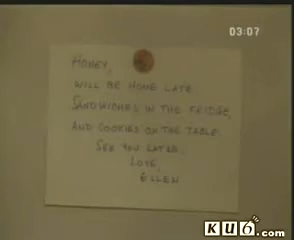 03:07
HONEY,
WILL BE HOME LATE
SANDWICHES IN THE FRIDGE,
AND COOKIES ON THE TABLE.
SEE YOU LATER.
LOVE,
ELLEN
KU6.com